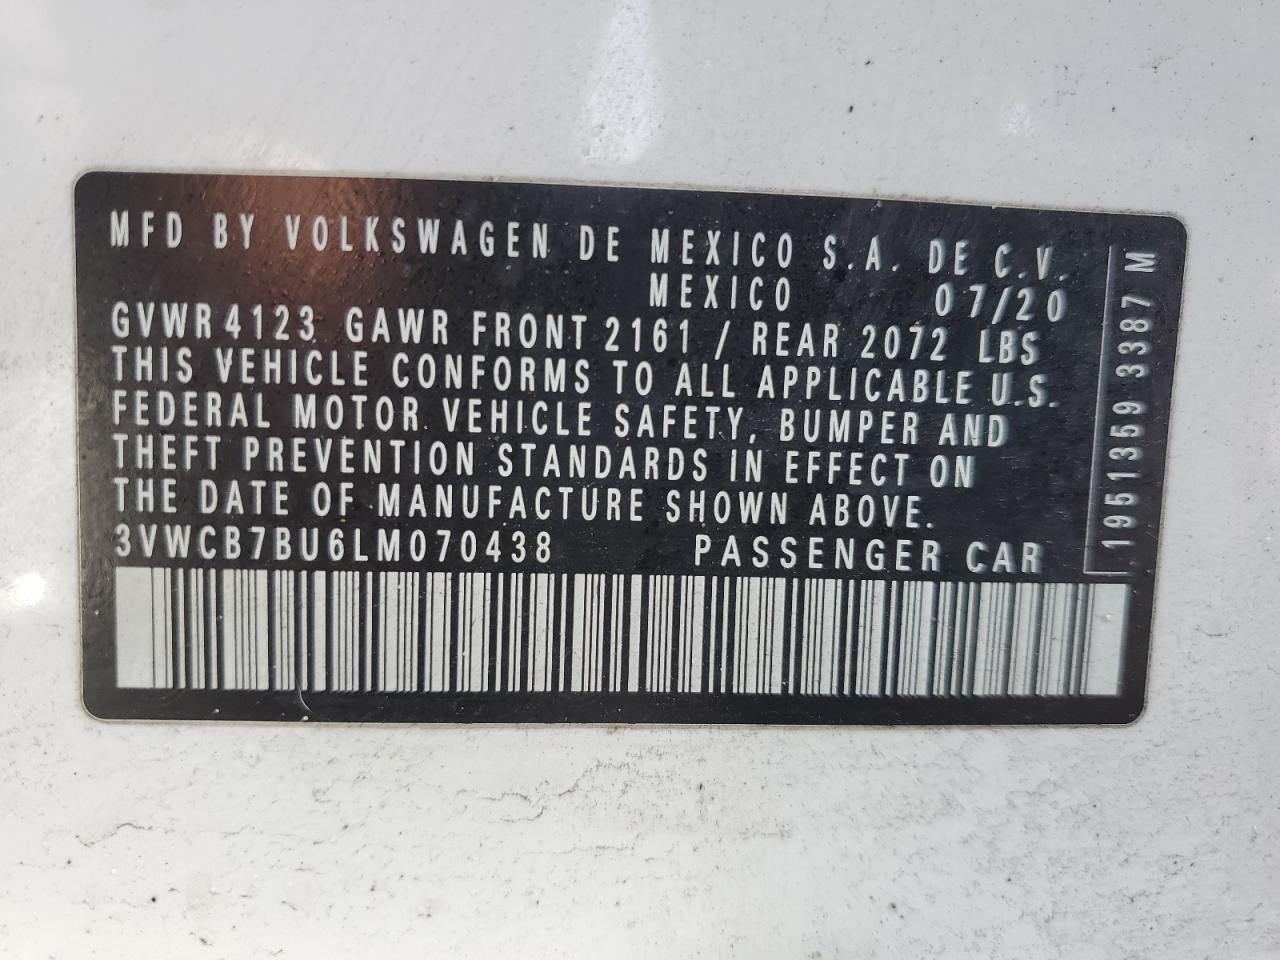 MFD BY VOLKSWAGEN DE MEXICO S.A. DE C.V.
MEXICO 07/20
GVWR 4123 GAWR FRONT 2161 / REAR 2072 LBS
THIS VEHICLE CONFORMS TO ALL APPLICABLE U.S.
FEDERAL MOTOR VEHICLE SAFETY, BUMPER AND
THEFT PREVENTION STANDARDS IN EFFECT ON
THE DATE OF MANUFACTURE SHOWN ABOVE.
3VWCB7BU6LM070438 PASSENGER CAR
1951359 3387 M